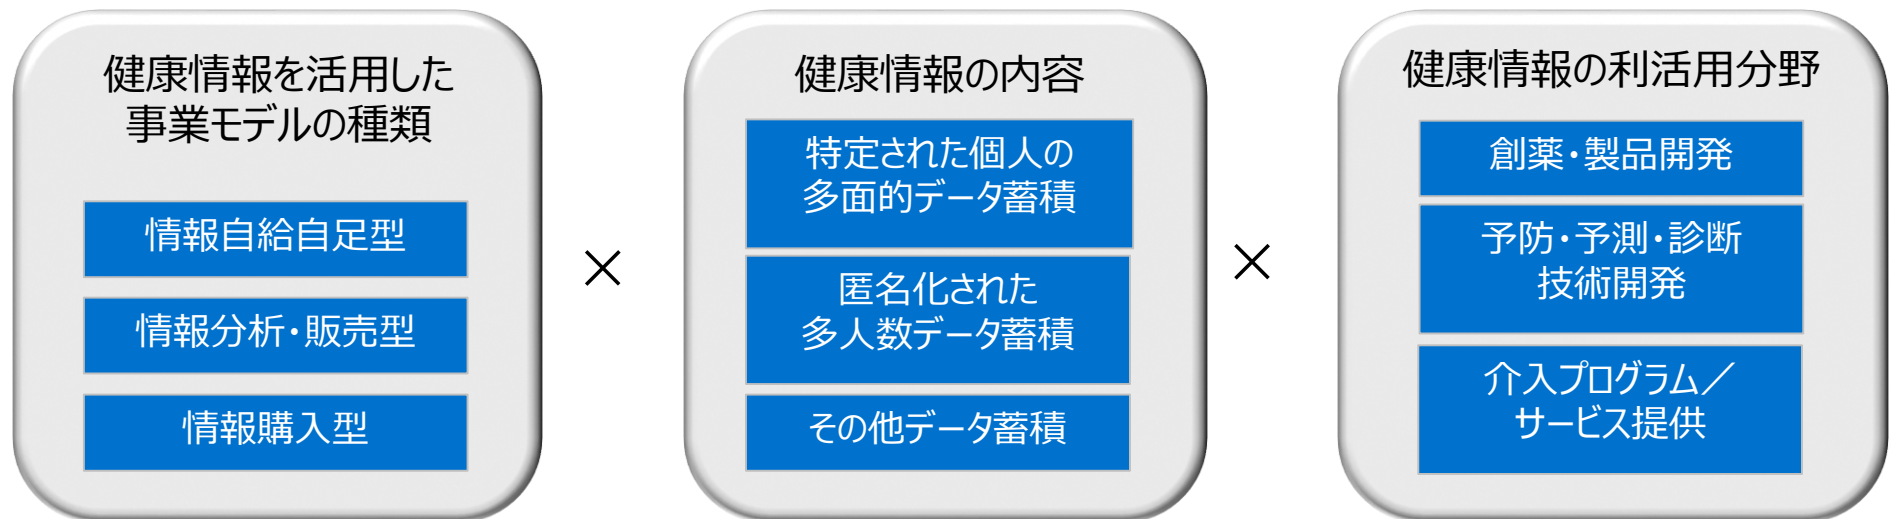 健康情報を活用した
事業モデルの種類
情報自給自足型
情報分析・販売型
情報購入型
×
健康情報の内容
特定された個人の
多面的データ蓄積
匿名化された
多人数データ蓄積
その他データ蓄積
×
健康情報の利活用分野
創薬・製品開発
予防・予測・診断
技術開発
介入プログラム／
サービス提供